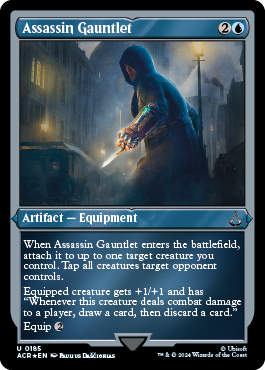 Assassin Gauntlet 2
Artifact — Equipment
When Assassin Gauntlet enters the battlefield,
attach it to up to one target creature you
control. Tap all creatures target opponent
controls.
Equipped creature gets +1/+1 and has
“Whenever this creature deals combat damage
to a player, draw a card, then discard a card.”
Equip 2
U 0185
ACR EN
© Ubisoft
™ & © 2024 Wizards of the Coast